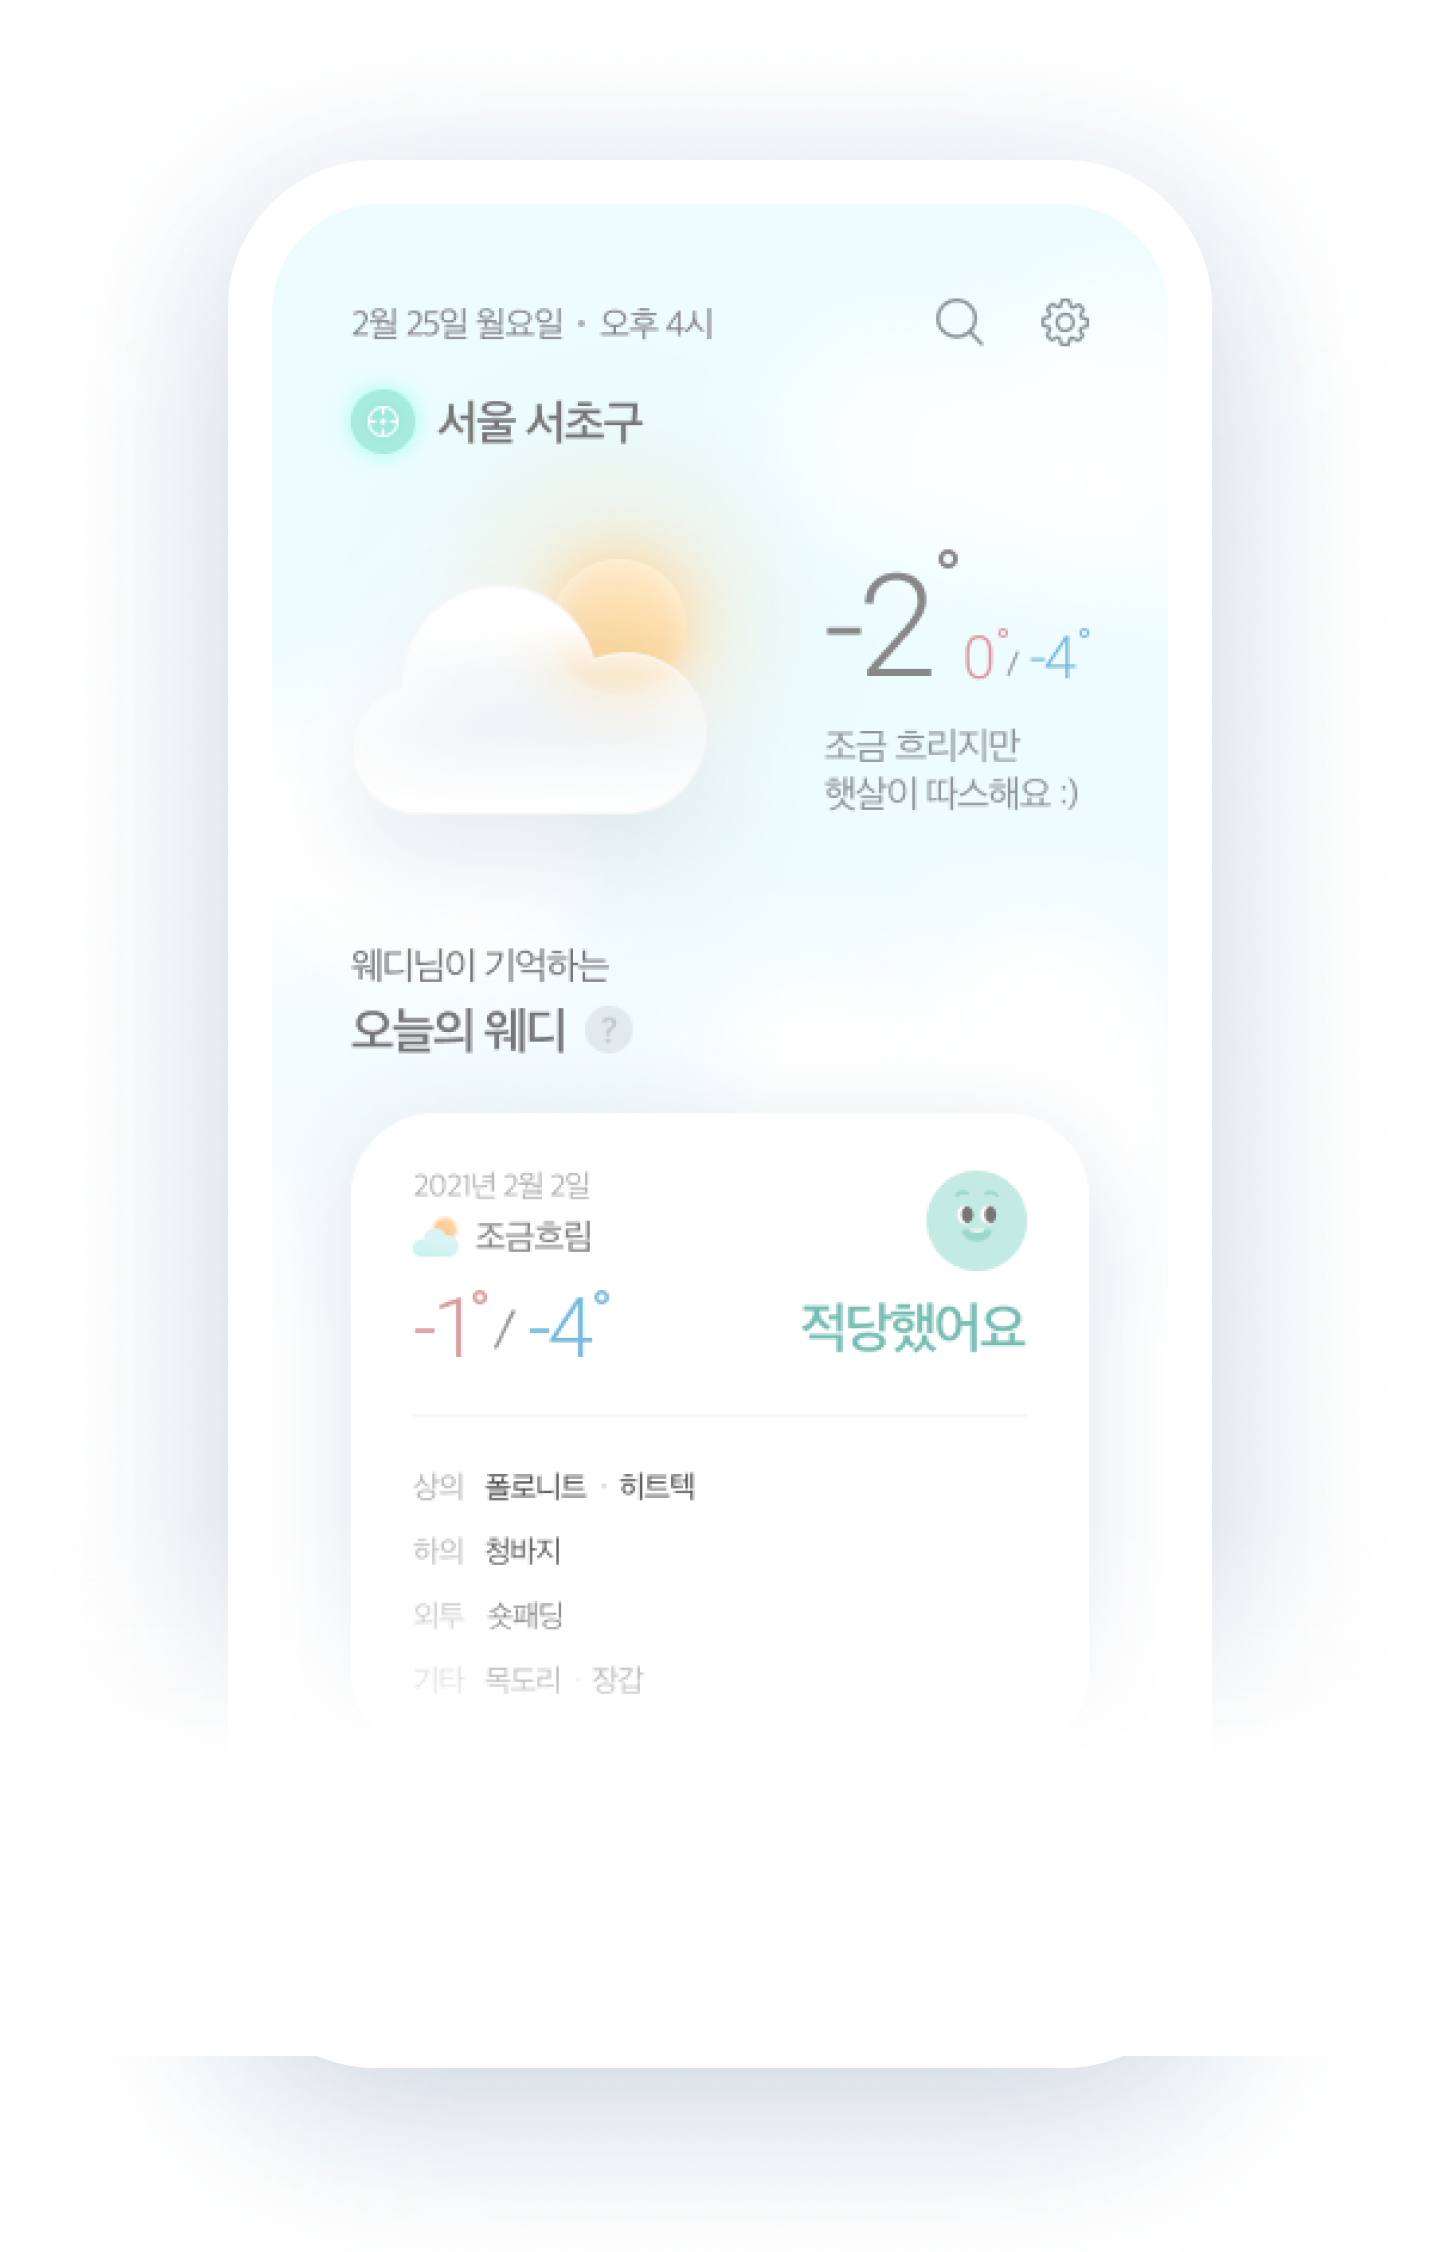 2월 25일 월요일 · 오후 4시
서울 서초구
-2° 0° / -4°
조금 흐리지만
햇살이 따스해요 :)
웨디님이 기억하는
오늘의 웨디 ?
2021년 2월 2일
조금흐림
-1° / -4°
적당했어요
상의 폴로니트 · 히트텍
하의 청바지
외투 숏패딩
기타 목도리 · 장갑